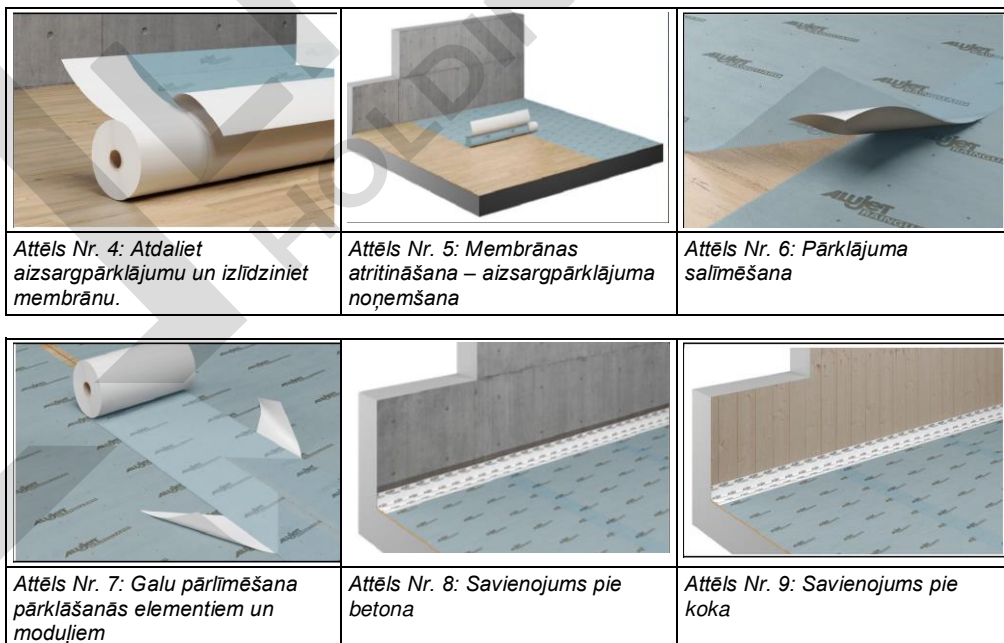 ALUJET
RAINGUARD
Attēls Nr. 4: Atdaliet
aizsargpārklājumu un izlīdziniet
membrānu.
Attēls Nr. 5: Membrānas
atritināšana – aizsargpārklājuma
noņemšana
Attēls Nr. 6: Pārklājuma
salīmēšana
Attēls Nr. 7: Galu pārlīmēšana
pārklāšanās elementiem un
moduļiem
Attēls Nr. 8: Savienojums pie
betona
Attēls Nr. 9: Savienojums pie
koka